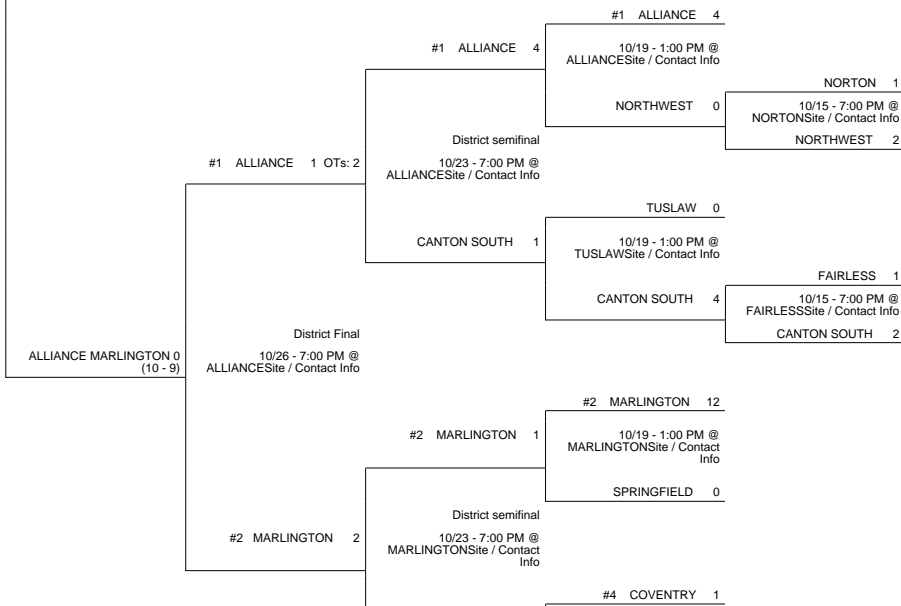 #1 ALLIANCE 4
#1 ALLIANCE 4
10/19 - 1:00 PM @
ALLIANCESite / Contact Info
NORTON 1
NORTHWEST 0
10/15 - 7:00 PM @
NORTONSite / Contact Info
District semifinal
NORTHWEST 2
#1 ALLIANCE 1 OTs: 2
10/23 - 7:00 PM @
ALLIANCESite / Contact Info
TUSLAW 0
CANTON SOUTH 1
10/19 - 1:00 PM @
TUSLAWSite / Contact Info
FAIRLESS 1
CANTON SOUTH 4
10/15 - 7:00 PM @
FAIRLESSSite / Contact Info
District Final
CANTON SOUTH 2
ALLIANCE MARLINGTON 0
(10 - 9)
10/26 - 7:00 PM @
ALLIANCESite / Contact Info
#2 MARLINGTON 12
#2 MARLINGTON 1
10/19 - 1:00 PM @
MARLINGTONSite / Contact
Info
SPRINGFIELD 0
District semifinal
#2 MARLINGTON 2
10/23 - 7:00 PM @
MARLINGTONSite / Contact
Info
#4 COVENTRY 1